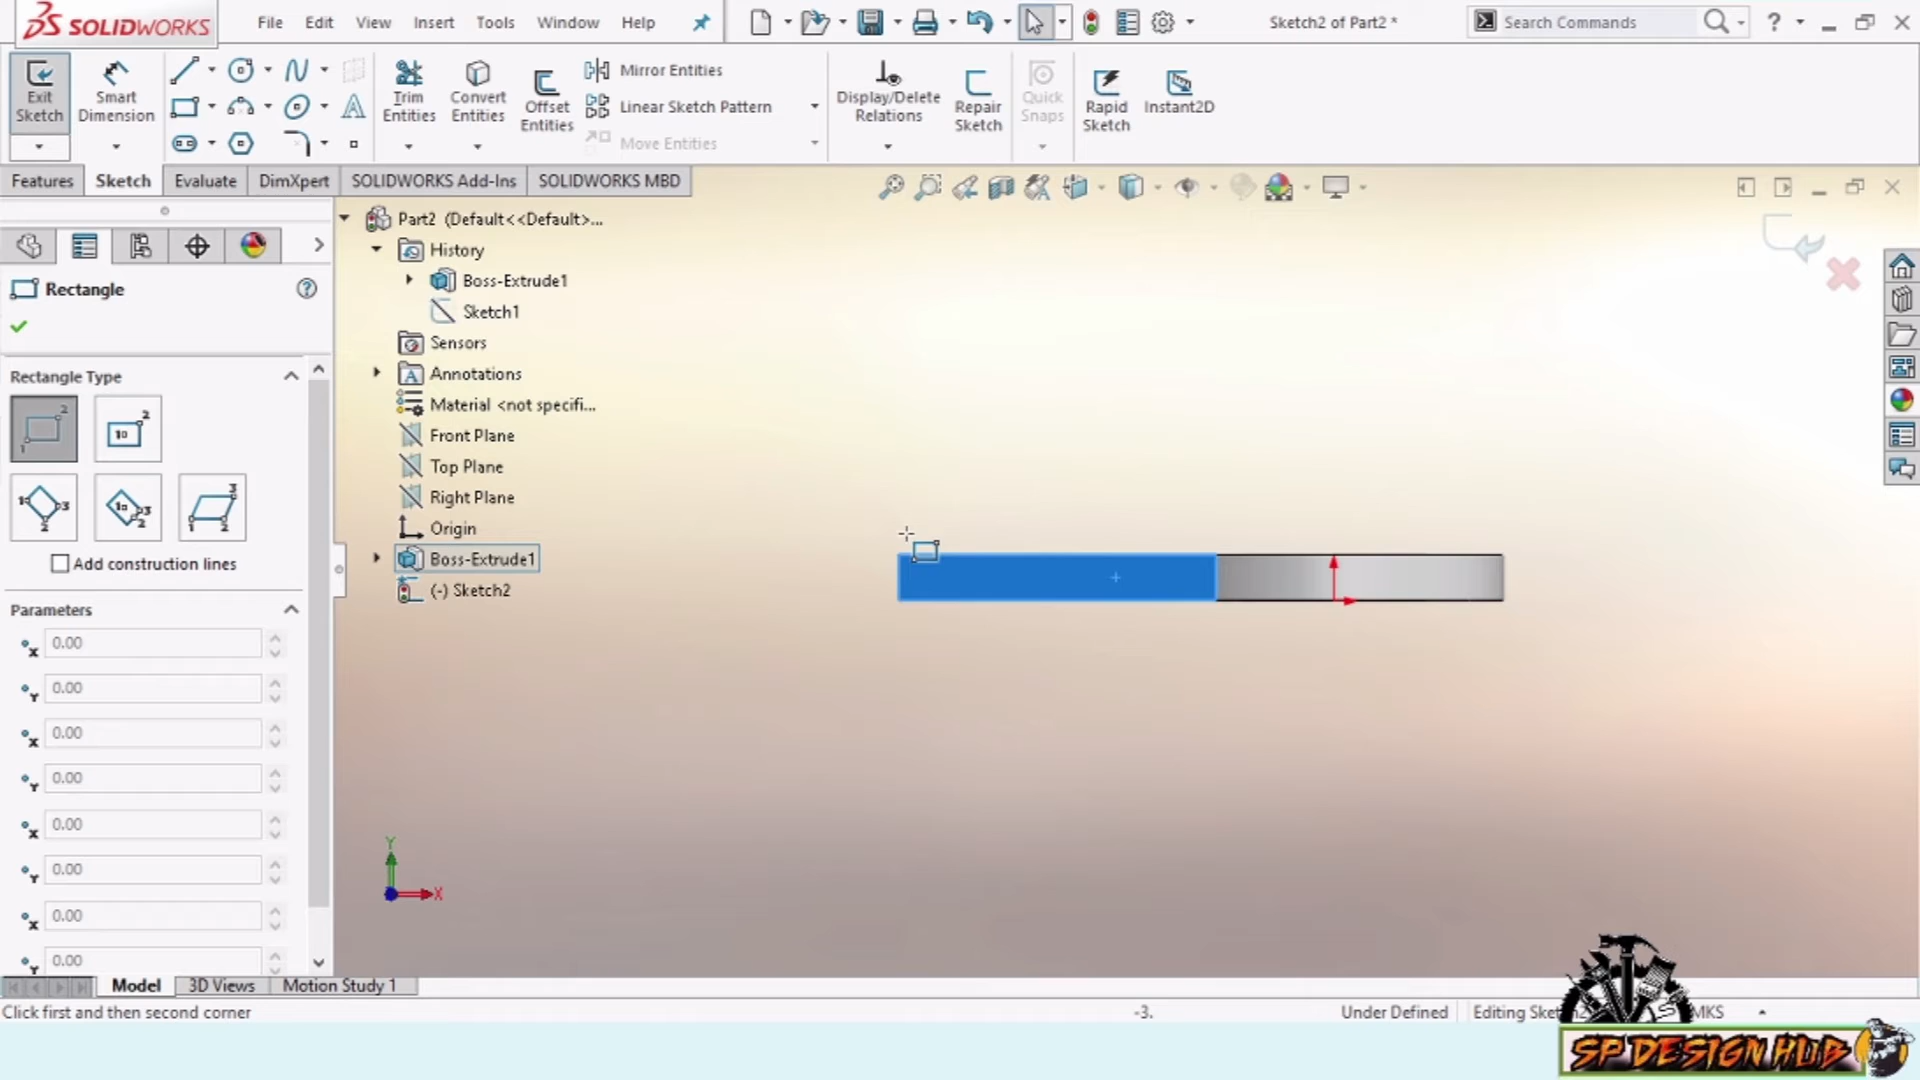 SOLIDWORKS
File Edit View Insert Tools Window Help
Sketch2 of Part2 *
Search Commands
Exit Sketch
Smart Dimension
Trim Entities
Convert Entities
Offset Entities
Mirror Entities
Linear Sketch Pattern
Move Entities
Display/Delete Relations
Repair Sketch
Quick Snaps
Rapid Sketch
Instant2D
Features Sketch Evaluate DimXpert SOLIDWORKS Add-Ins SOLIDWORKS MBD
Part2 (Default<<Default>...
History
Boss-Extrude1
Sketch1
Sensors
Annotations
Material <not specifi...
Front Plane
Top Plane
Right Plane
Origin
Boss-Extrude1
(-) Sketch2
Rectangle
Rectangle Type
Add construction lines
Parameters
0.00
0.00
0.00
0.00
0.00
0.00
0.00
0.00
Y
X
Model 3D Views Motion Study 1
Click first and then second corner
-3.
Under Defined
Editing Sket
MKS
SP DESIGN HUB